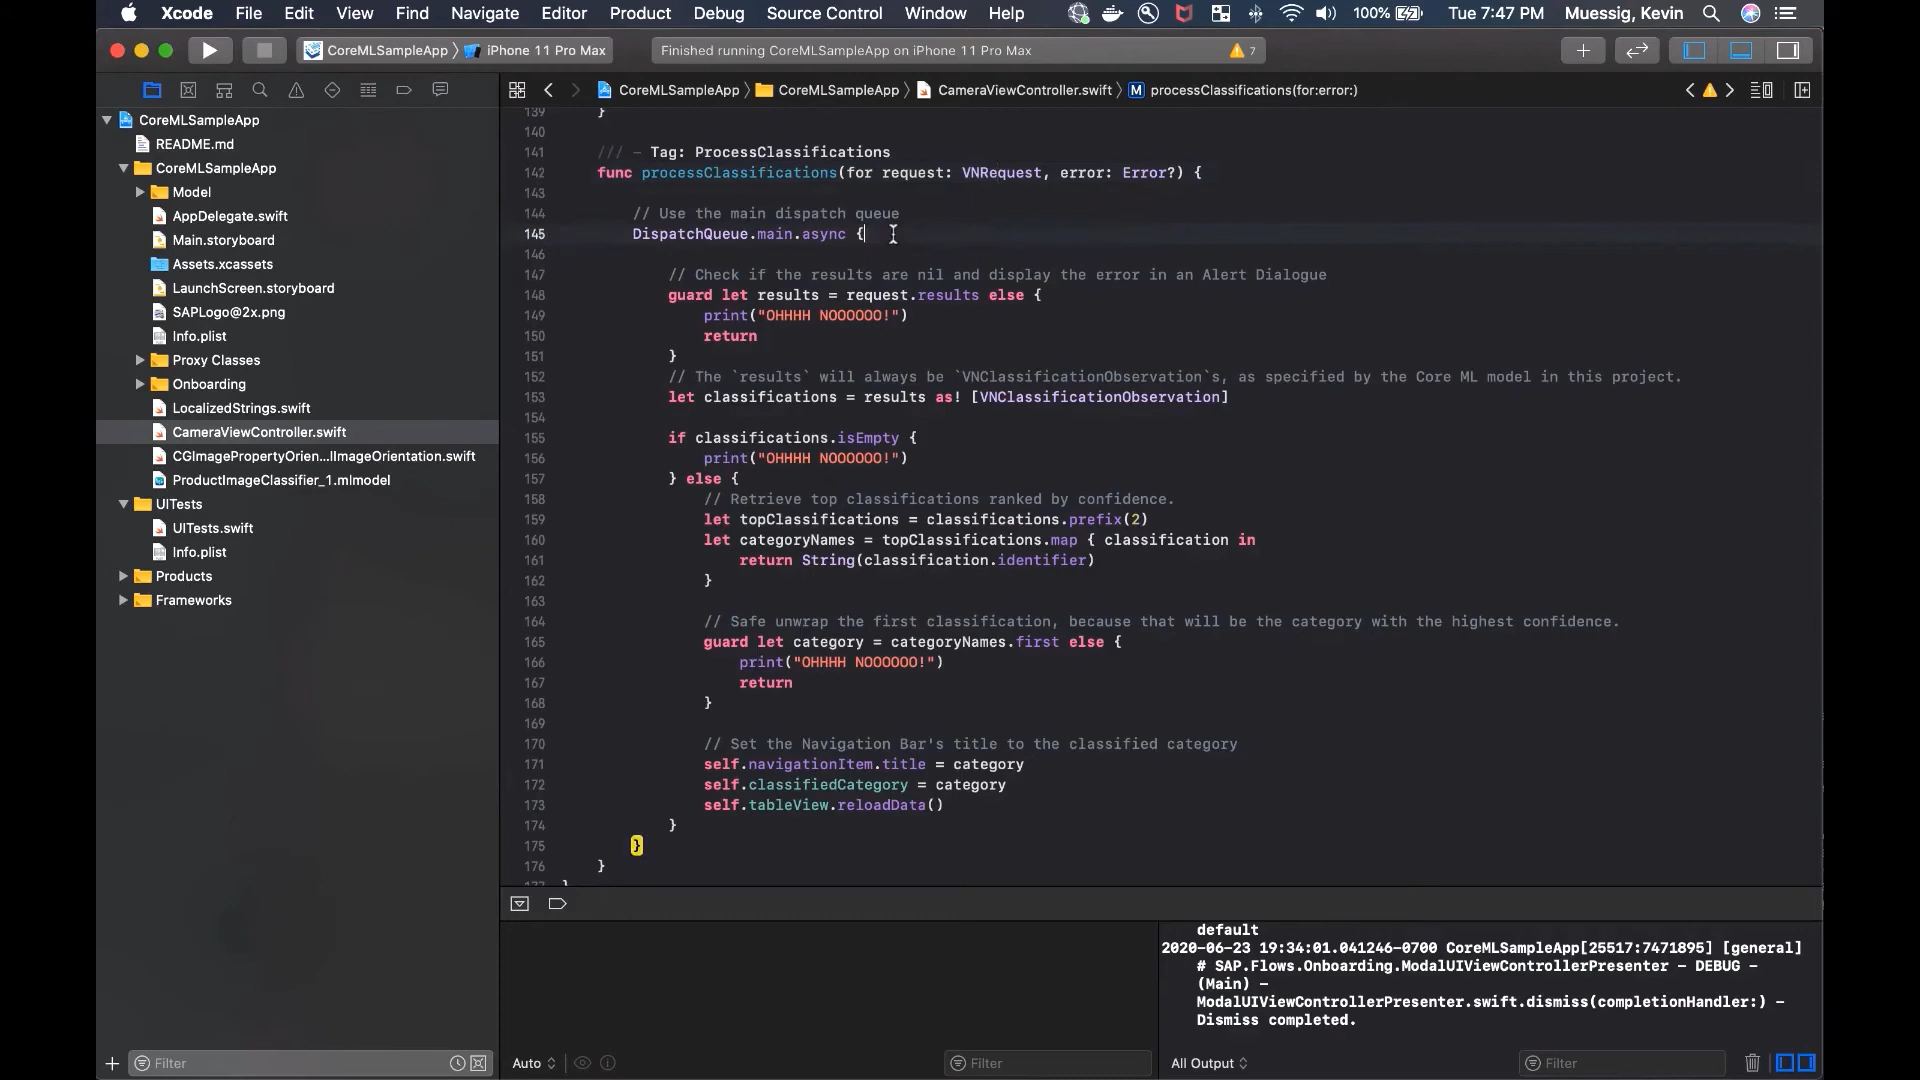 Xcode File Edit View Find Navigate Editor Product Debug Source Control Window Help 100% Tue 7:47 PM Muessig, Kevin
CoreMLSampleApp iPhone 11 Pro Max Finished running CoreMLSampleApp on iPhone 11 Pro Max 7
CoreMLSampleApp CoreMLSampleApp CameraViewController.swift M processClassifications(for:error:)
CoreMLSampleApp
README.md
CoreMLSampleApp
Model
AppDelegate.swift
Main.storyboard
Assets.xcassets
LaunchScreen.storyboard
SAPLogo@2x.png
Info.plist
Proxy Classes
Onboarding
LocalizedStrings.swift
CameraViewController.swift
CGImagePropertyOrien...lImageOrientation.swift
ProductImageClassifier_1.mlmodel
UITests
UITests.swift
Info.plist
Products
Frameworks
Filter
139 }
140
141 /// - Tag: ProcessClassifications
142 func processClassifications(for request: VNRequest, error: Error?) {
143
144 // Use the main dispatch queue
145 DispatchQueue.main.async {
146
147 // Check if the results are nil and display the error in an Alert Dialogue
148 guard let results = request.results else {
149 print("OHHHH NOOOOOO!")
150 return
151 }
152 // The `results` will always be `VNClassificationObservation`s, as specified by the Core ML model in this project.
153 let classifications = results as! [VNClassificationObservation]
154
155 if classifications.isEmpty {
156 print("OHHHH NOOOOOO!")
157 } else {
158 // Retrieve top classifications ranked by confidence.
159 let topClassifications = classifications.prefix(2)
160 let categoryNames = topClassifications.map { classification in
161 return String(classification.identifier)
162 }
163
164 // Safe unwrap the first classification, because that will be the category with the highest confidence.
165 guard let category = categoryNames.first else {
166 print("OHHHH NOOOOOO!")
167 return
168 }
169
170 // Set the Navigation Bar's title to the classified category
171 self.navigationItem.title = category
172 self.classifiedCategory = category
173 self.tableView.reloadData()
174 }
175 }
176 }
177 }
default
2020-06-23 19:34:01.041246-0700 CoreMLSampleApp[25517:7471895] [general]
# SAP.Flows.Onboarding.ModalUIViewControllerPresenter - DEBUG -
(Main) -
ModalUIViewControllerPresenter.swift.dismiss(completionHandler:) -
Dismiss completed.
Auto Filter All Output Filter